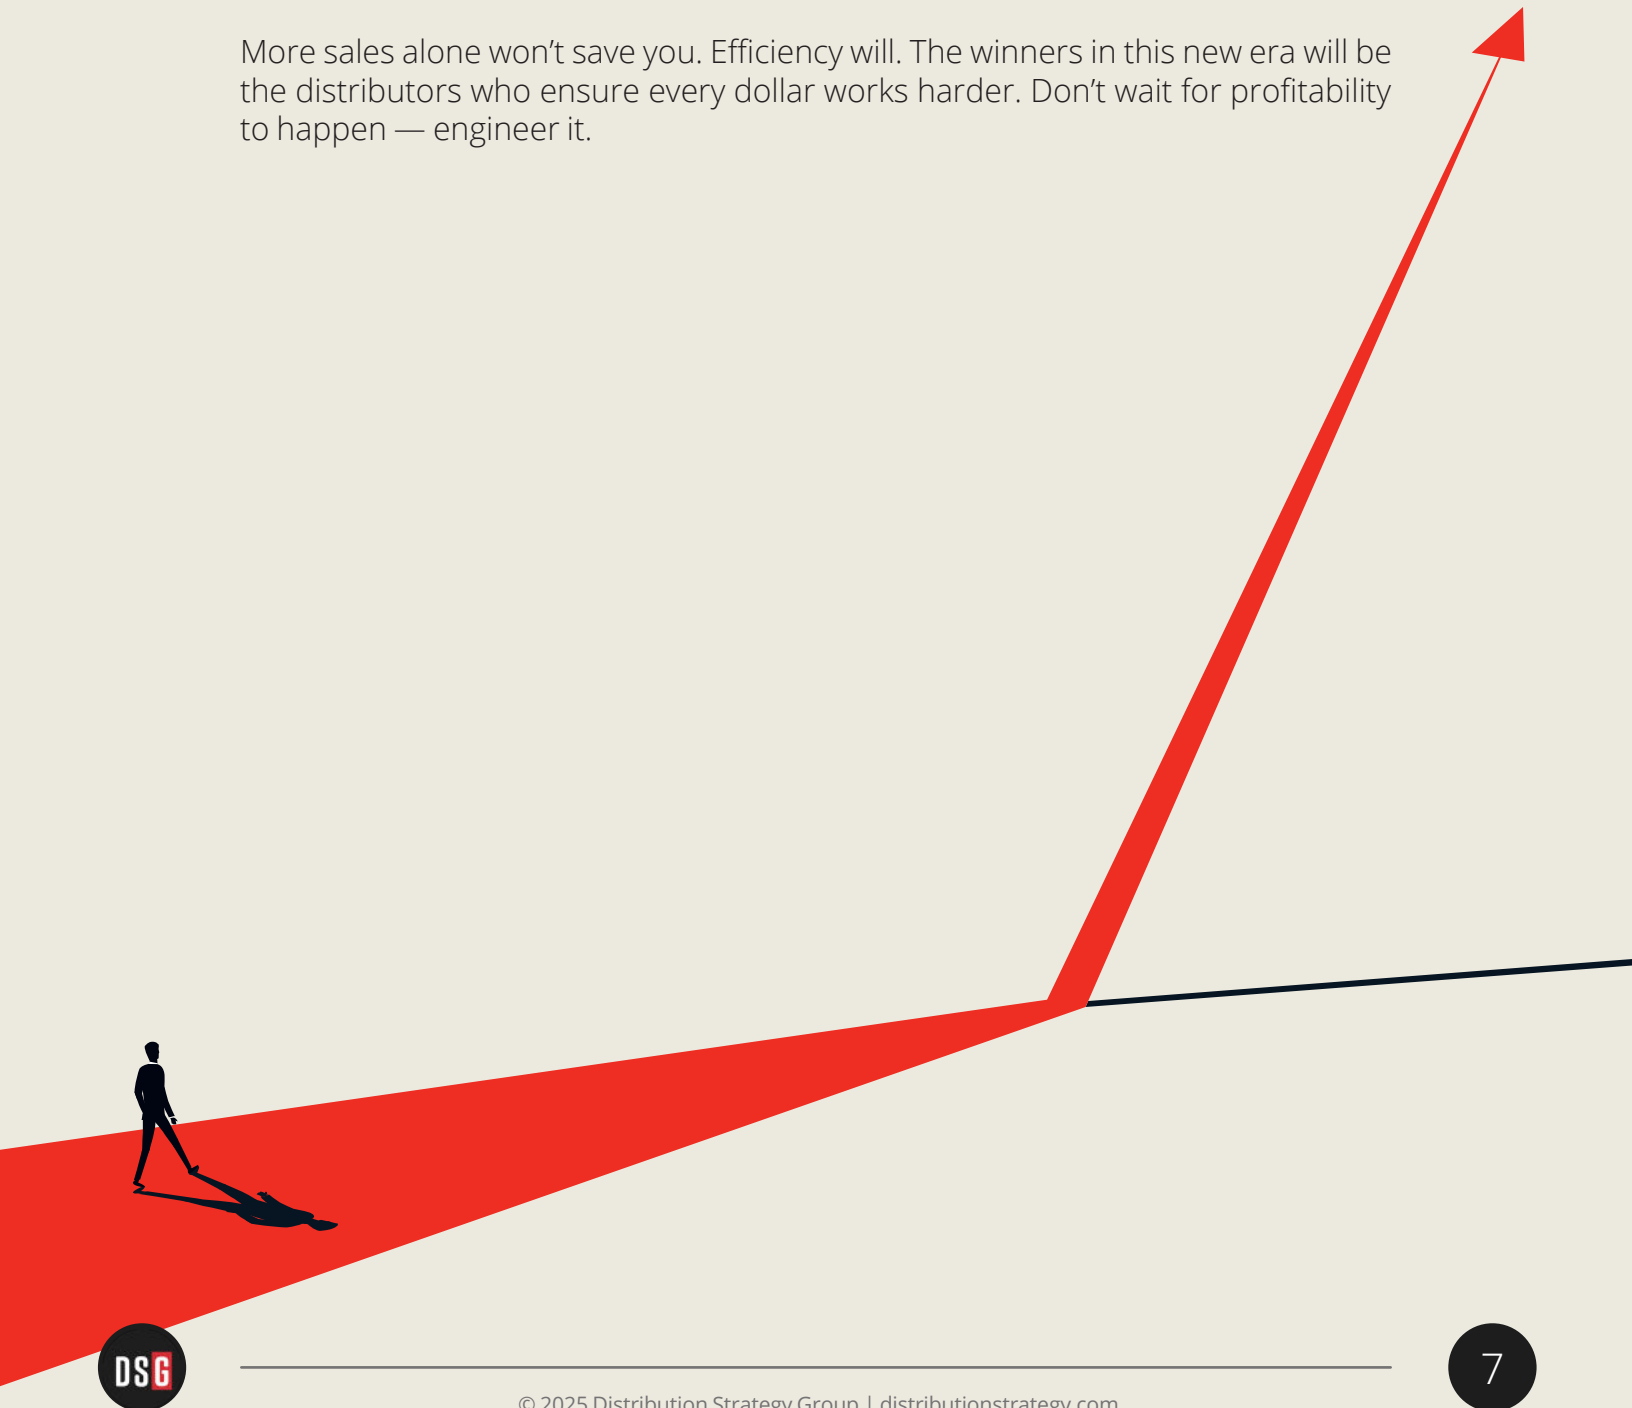 More sales alone won’t save you. Efficiency will. The winners in this new era will be
the distributors who ensure every dollar works harder. Don’t wait for profitability
to happen — engineer it.
DSG
7
© 2025 Distribution Strategy Group | distributionstrategy.com